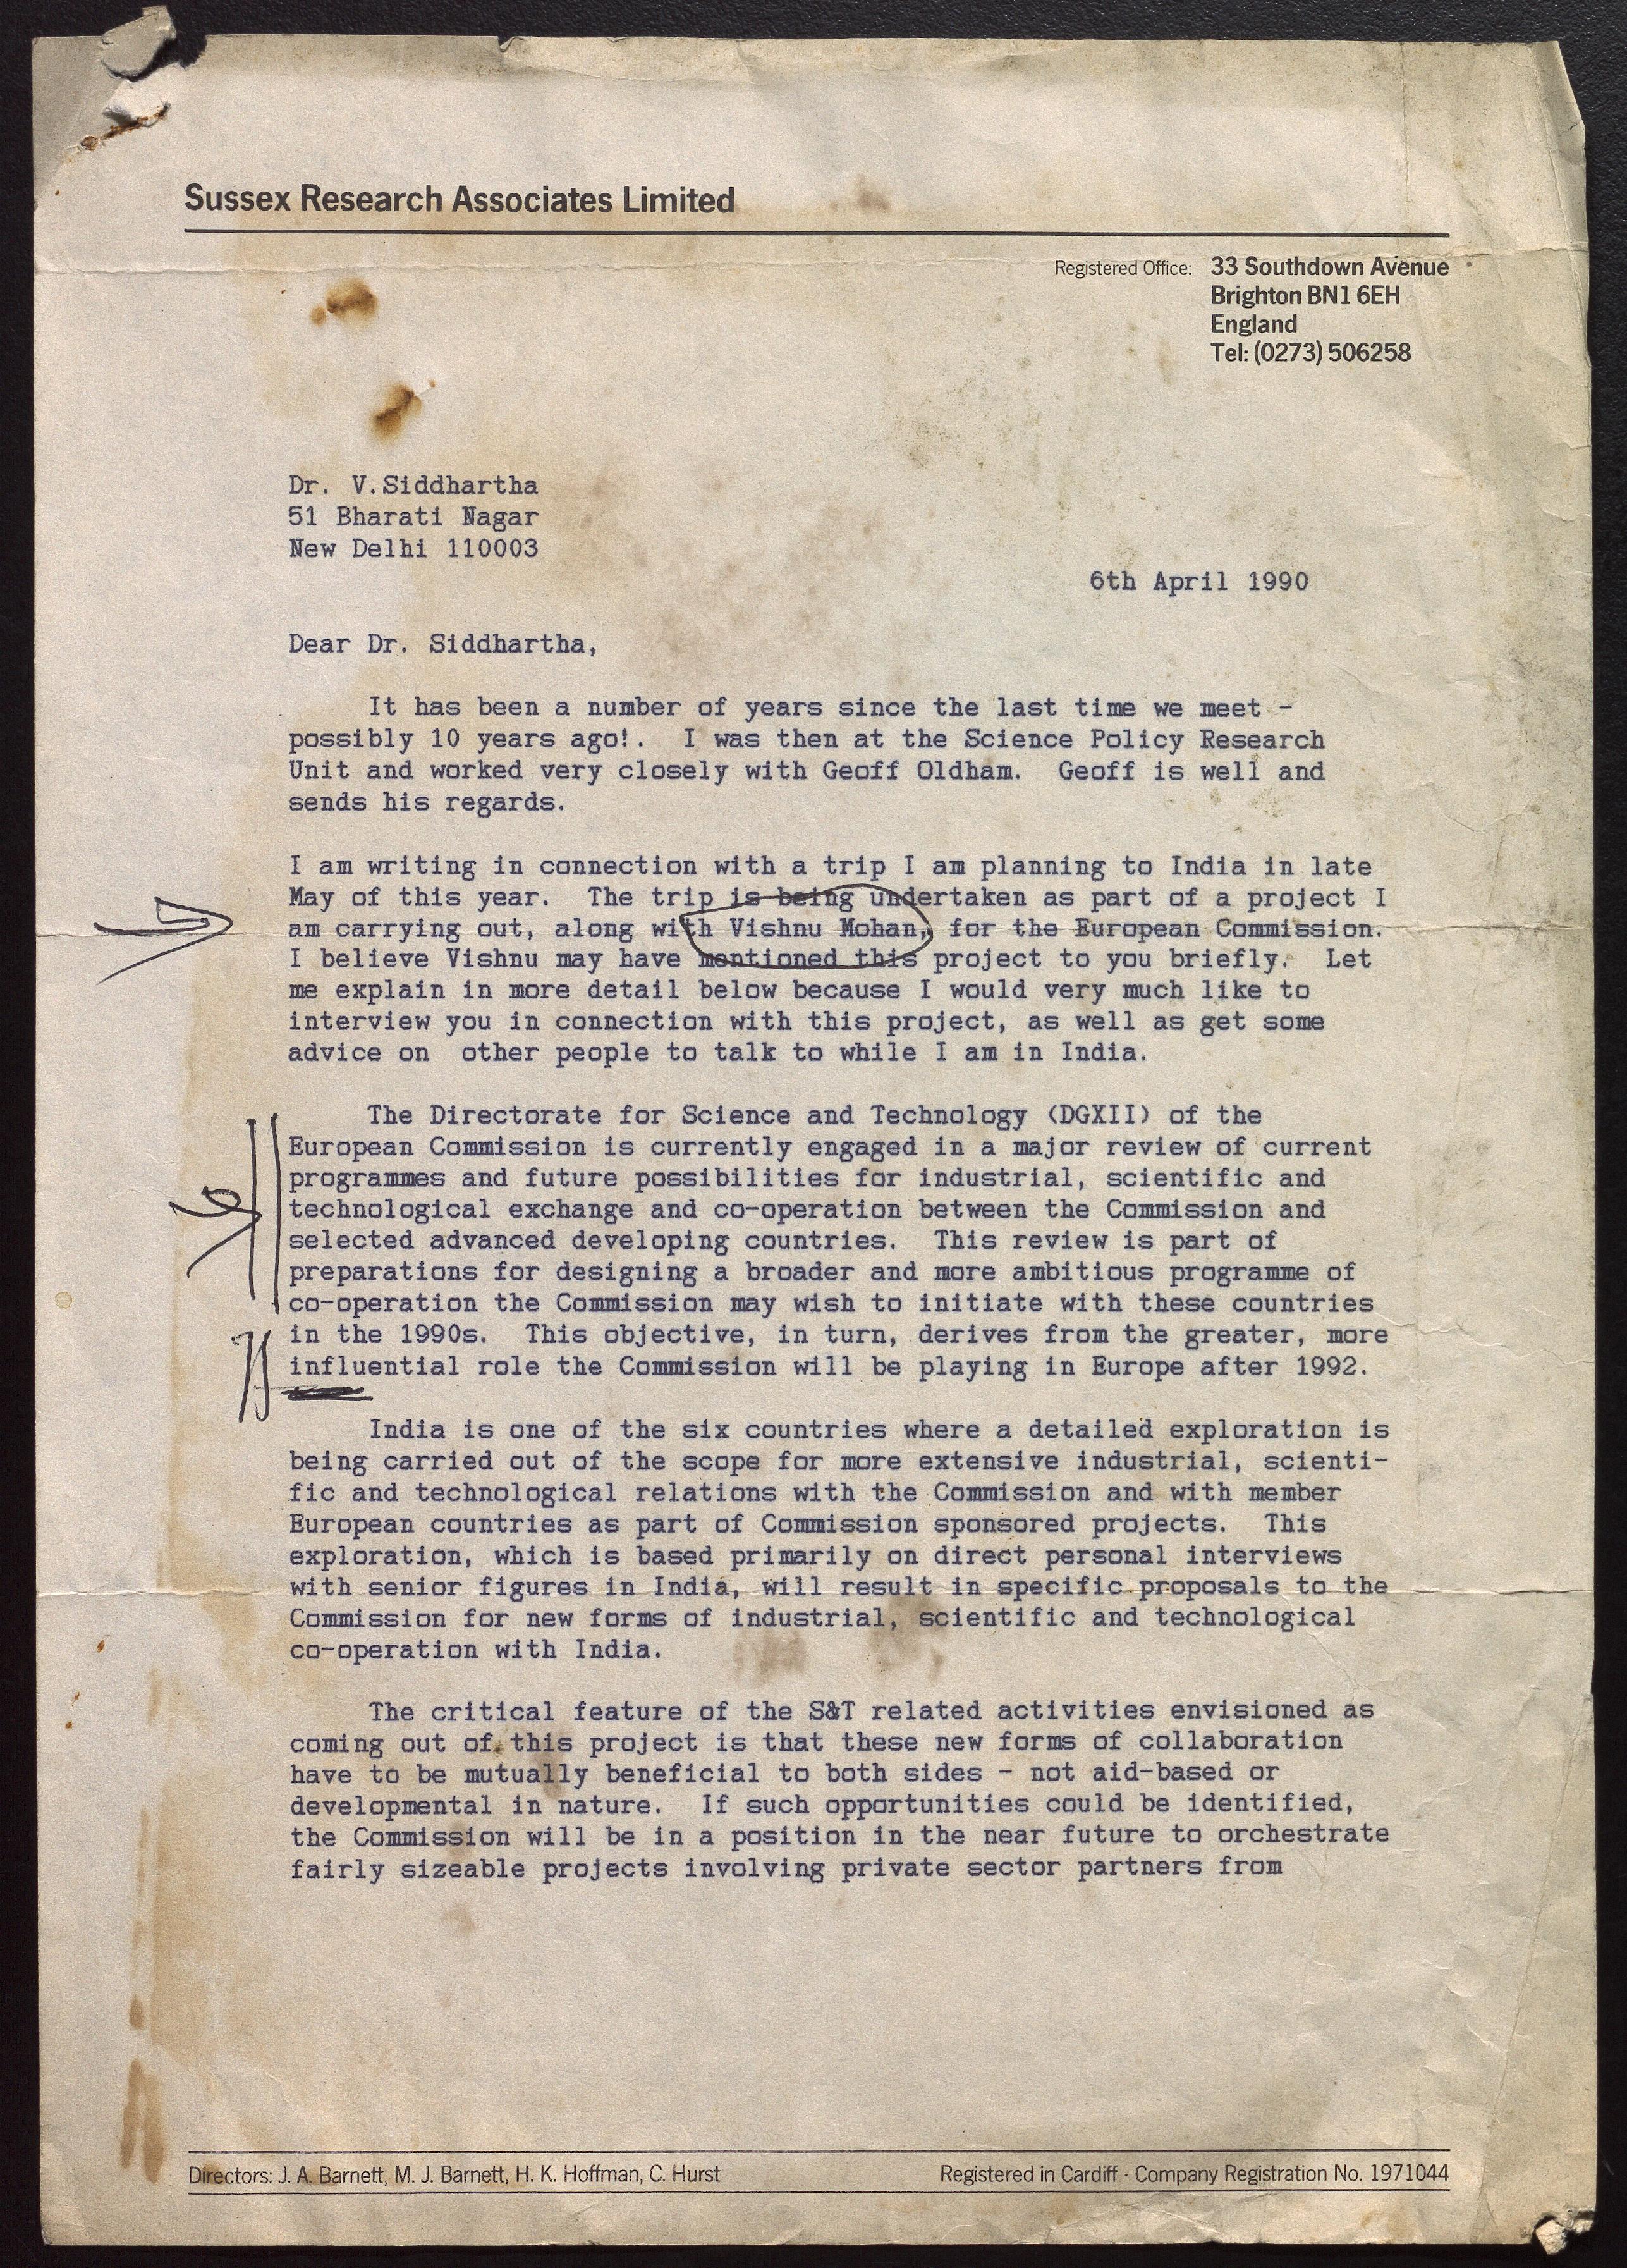 Sussex Research Associates Limited
Registered Office: 33 Southdown Avenue
Brighton BN1 6EH
England
Tel: (0273) 506258
Dr. V.Siddhartha
51 Bharati Nagar
New Delhi 110003
6th April 1990
Dear Dr. Siddhartha,
It has been a number of years since the last time we meet -
possibly 10 years ago!. I was then at the Science Policy Research
Unit and worked very closely with Geoff Oldham. Geoff is well and
sends his regards.
I am writing in connection with a trip I am planning to India in late
May of this year. The trip is being undertaken as part of a project I
am carrying out, along with Vishnu Mohan, for the European Commission.
I believe Vishnu may have mentioned this project to you briefly. Let
me explain in more detail below because I would very much like to
interview you in connection with this project, as well as get some
advice on other people to talk to while I am in India.
The Directorate for Science and Technology (DGXII) of the
European Commission is currently engaged in a major review of current
programmes and future possibilities for industrial, scientific and
technological exchange and co-operation between the Commission and
selected advanced developing countries. This review is part of
preparations for designing a broader and more ambitious programme of
co-operation the Commission may wish to initiate with these countries
in the 1990s. This objective, in turn, derives from the greater, more
influential role the Commission will be playing in Europe after 1992.
India is one of the six countries where a detailed exploration is
being carried out of the scope for more extensive industrial, scienti-
fic and technological relations with the Commission and with member
European countries as part of Commission sponsored projects. This
exploration, which is based primarily on direct personal interviews
with senior figures in India, will result in specific proposals to the
Commission for new forms of industrial, scientific and technological
co-operation with India.
The critical feature of the S&T related activities envisioned as
coming out of this project is that these new forms of collaboration
have to be mutually beneficial to both sides - not aid-based or
developmental in nature. If such opportunities could be identified,
the Commission will be in a position in the near future to orchestrate
fairly sizeable projects involving private sector partners from
Directors: J. A. Barnett, M. J. Barnett, H. K. Hoffman, C. Hurst
Registered in Cardiff · Company Registration No. 1971044